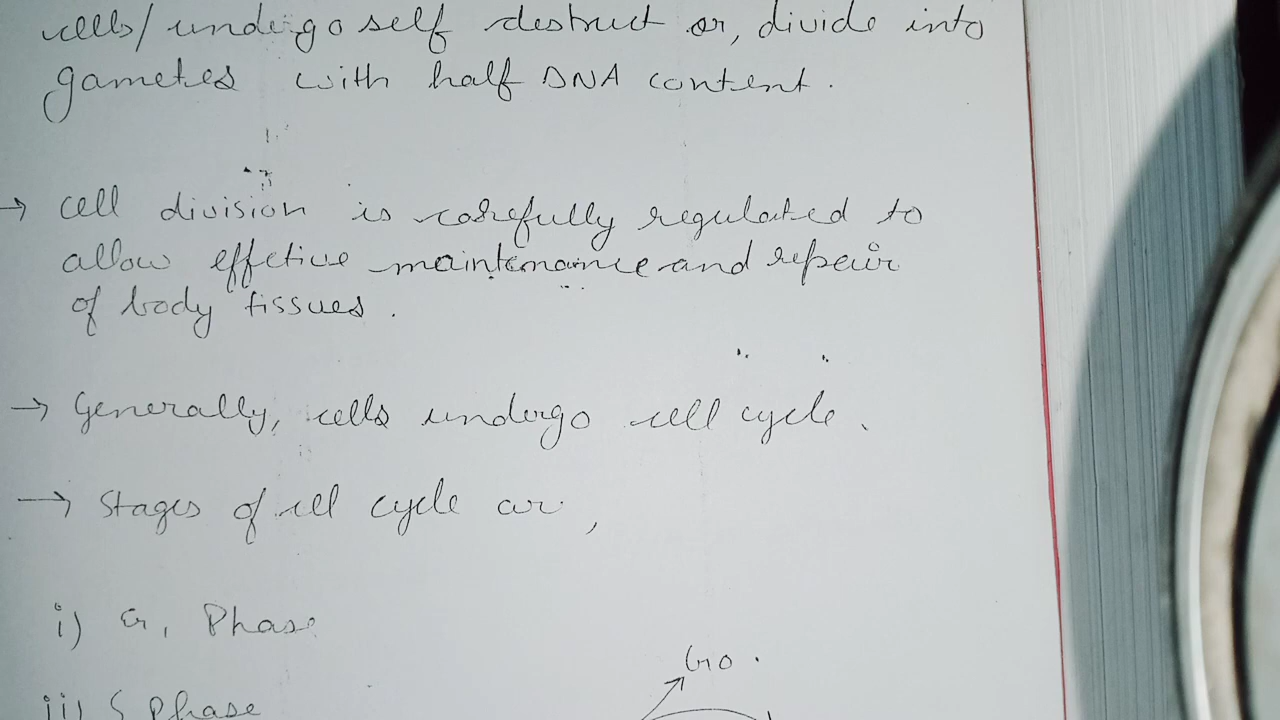 cells/ undergo self destruct or, divide into
gametes with half DNA content.
→ cell division is carefully regulated to
allow effctive maintenance and repair
of body tissues.
→ Generally, cells undergo cell cycle.
→ Stages of cell cycle are,
i) G1 Phase
G0.
ii) S Phase